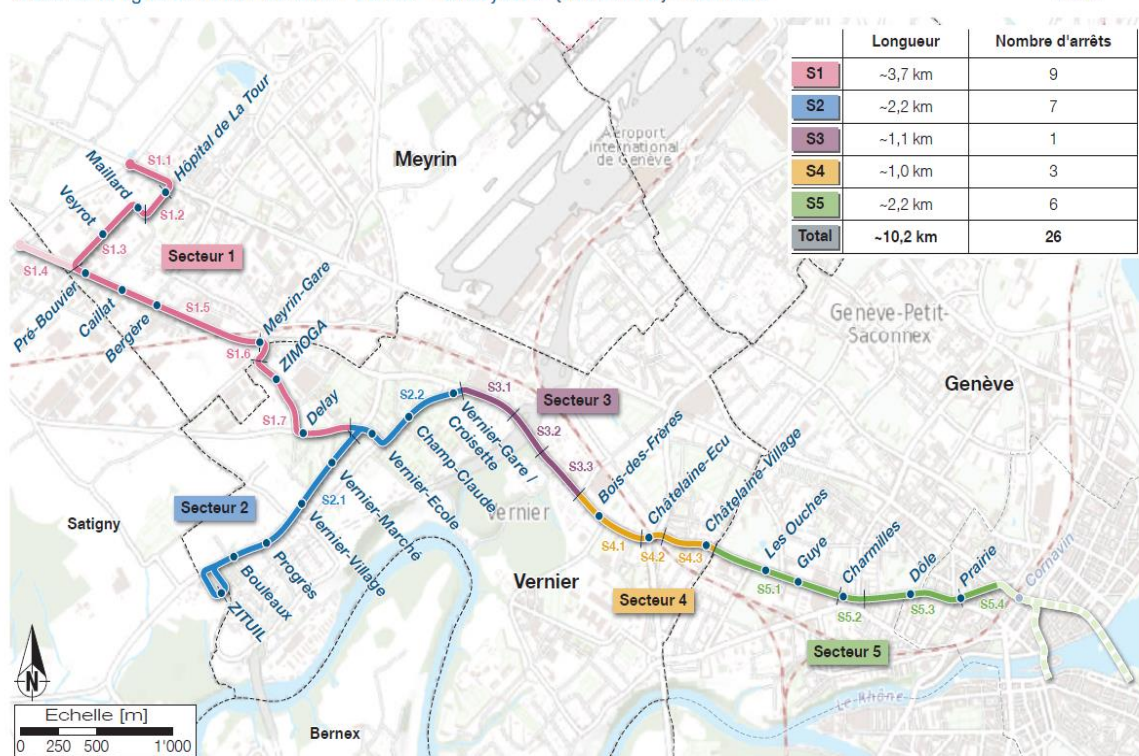 Longueur Nombre d'arrêts
S1 ~3,7 km 9
S2 ~2,2 km 7
S3 ~1,1 km 1
S4 ~1,0 km 3
S5 ~2,2 km 6
Total ~10,2 km 26
Aéroport
international
de Genève
Meyrin
Hôpital de La Tour
Maillard
Veyrot
S1.1
S1.2
S1.3
S1.4
Secteur 1
Pré-Bouvier
Caillat
Bergère
S1.5
Meyrin-Gare
S1.6
ZIMOGA
S1.7
Delay
Genève-Petit-
Saconnex
Genève
S2.2
S3.1
Secteur 3
S3.2
S3.3
Vernier-Gare /
Croisette
Champ-Claude
Vernier-Ecole
Vernier-Marché
Vernier-Village
S2.1
Secteur 2
Satigny
Progrès
Bouleaux
ZITUIL
Vernier
Vernier
Bois-des-Frères
Châtelaine-Ecu
Châtelaine-Village
S4.1
S4.2
S4.3
Secteur 4
Les Ouches
Guye
Charmilles
Dôle
Prairie
Cornavin
S5.1
S5.2
S5.3
S5.4
Secteur 5
Le Rhône
Bernex
N
Echelle [m]
0 250 500 1'000